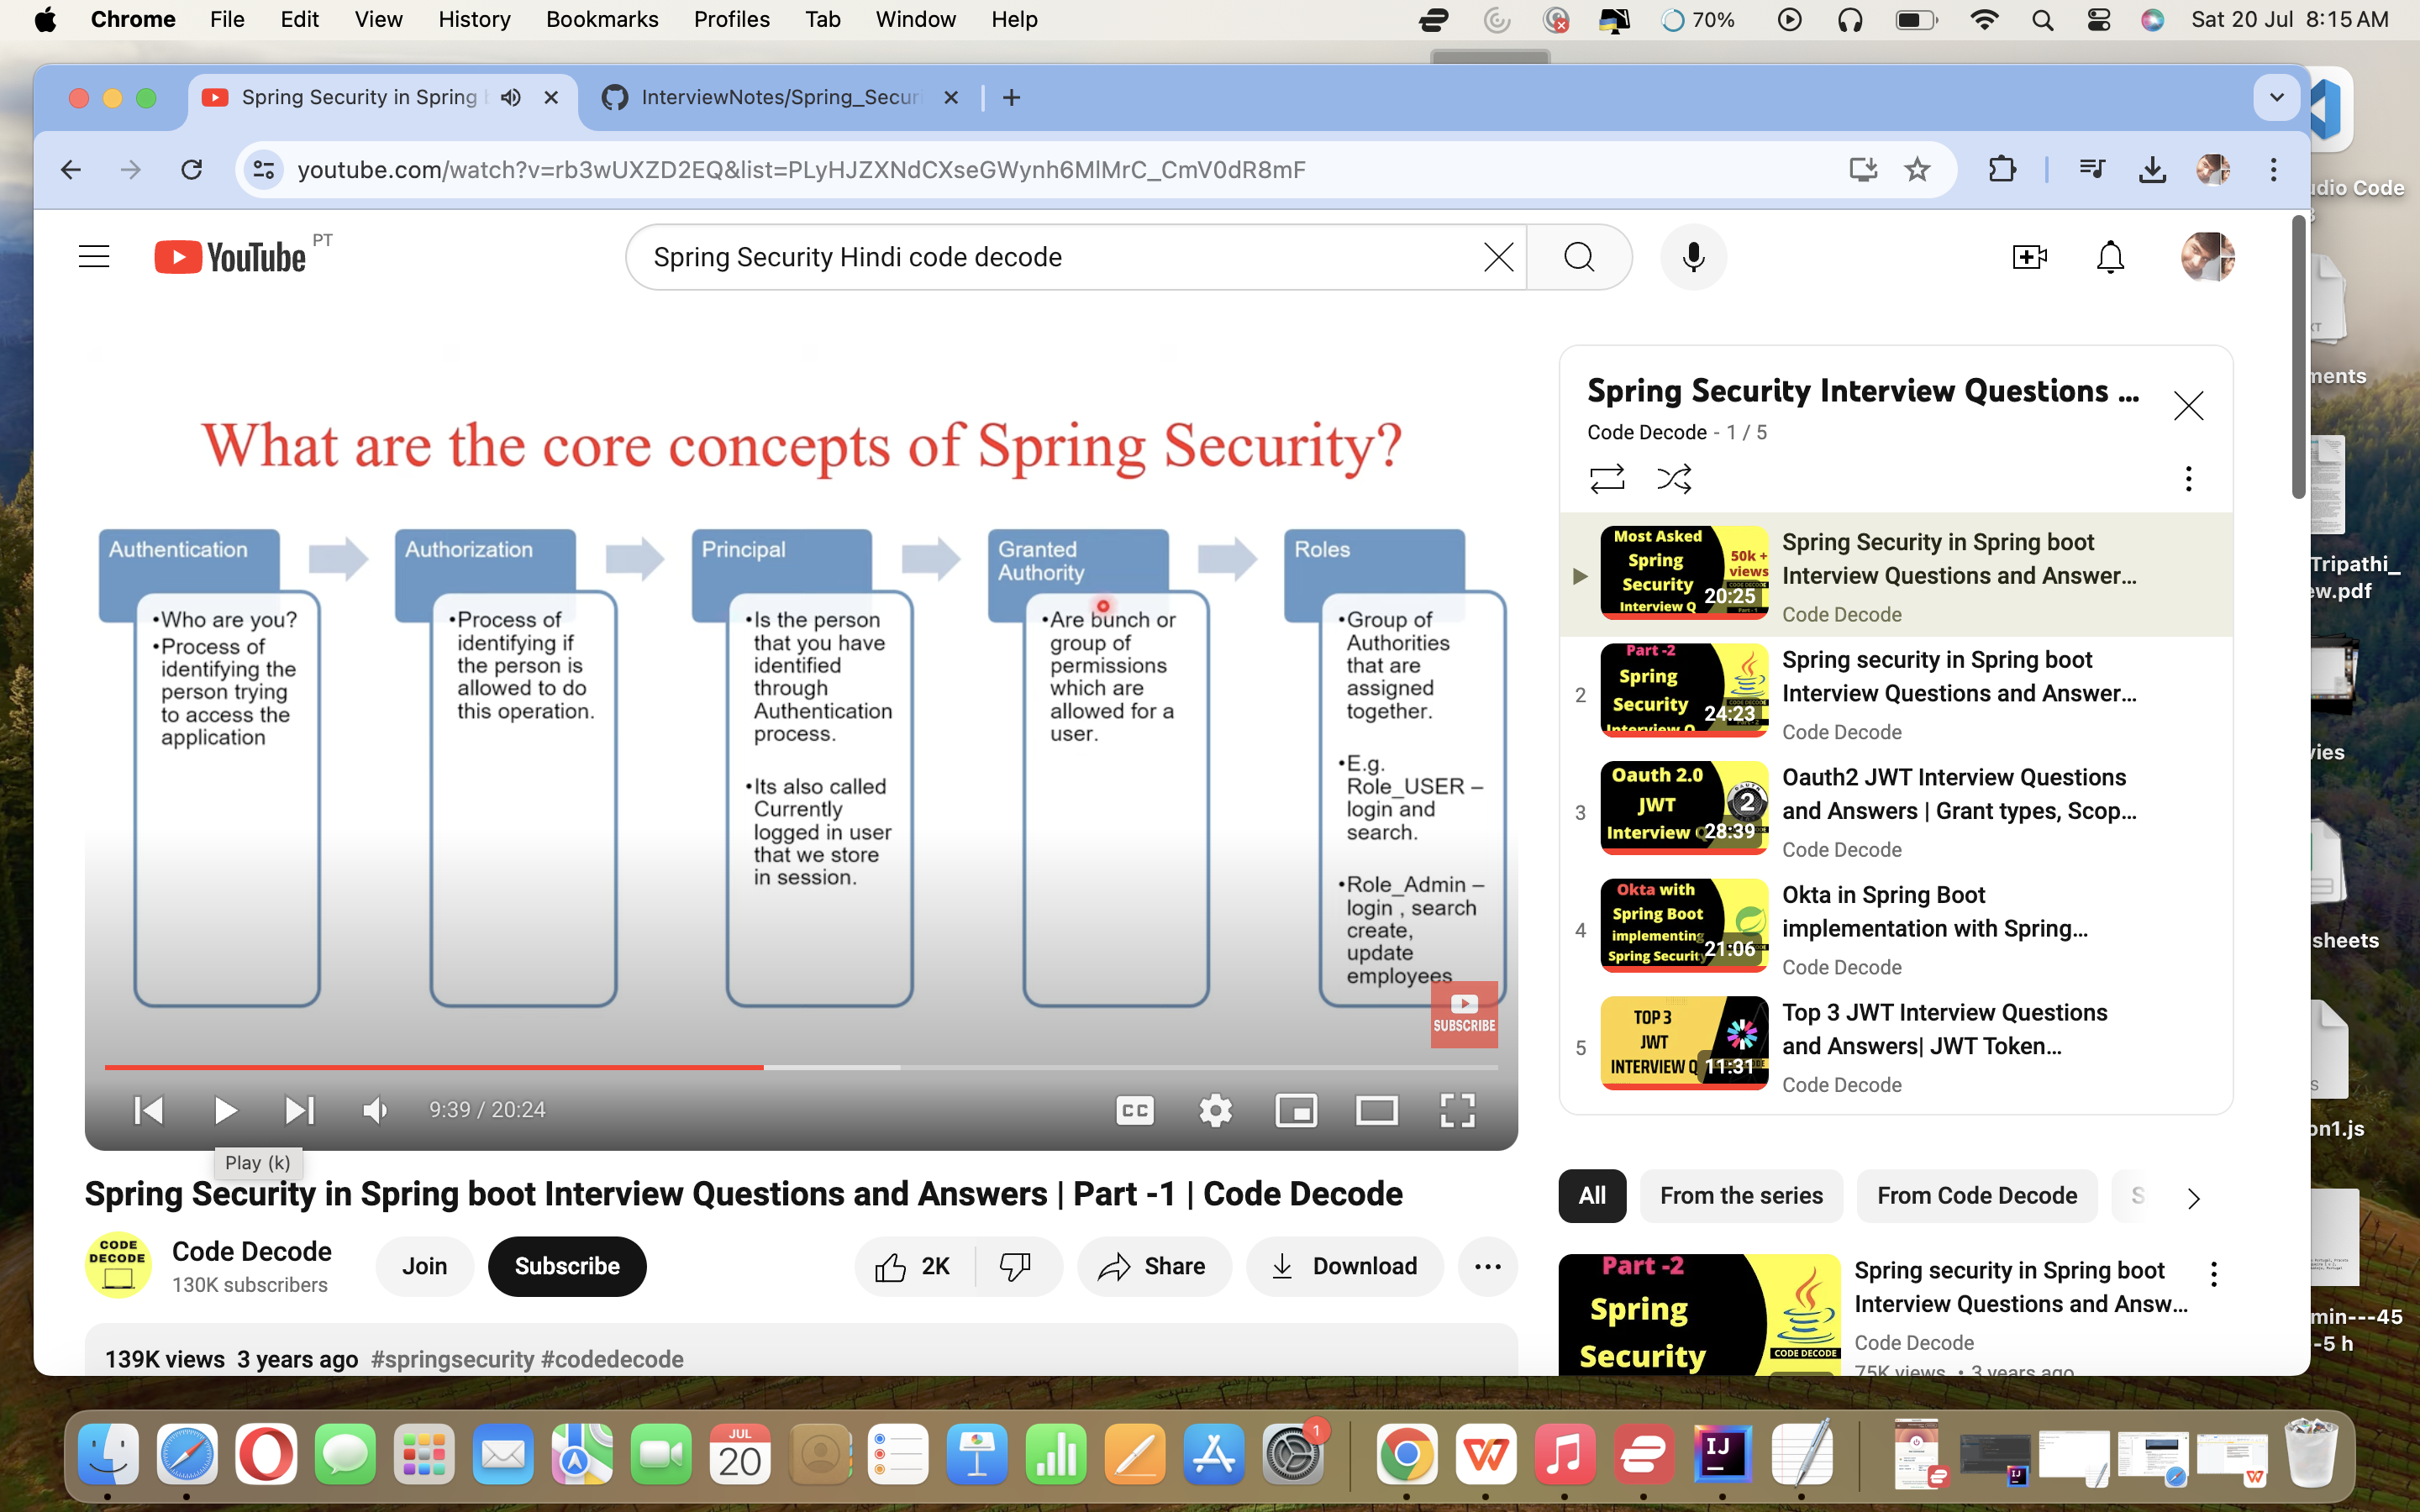 Chrome File Edit View History Bookmarks Profiles Tab Window Help 70% Sat 20 Jul 8:15 AM
Spring Security in Spring
InterviewNotes/Spring_Securi
youtube.com/watch?v=rb3wUXZD2EQ&list=PLyHJZXNdCXseGWynh6MlMrC_CmV0dR8mF
YouTube PT
Spring Security Hindi code decode
What are the core concepts of Spring Security?
Authentication
•Who are you?
•Process of
identifying the
person trying
to access the
application
Authorization
•Process of
identifying if
the person is
allowed to do
this operation.
Principal
•Is the person
that you have
identified
through
Authentication
process.
•Its also called
Currently
logged in user
that we store
in session.
Granted
Authority
•Are bunch or
group of
permissions
which are
allowed for a
user.
Roles
•Group of
Authorities
that are
assigned
together.
•E.g.
Role_USER –
login and
search.
•Role_Admin –
login , search
create,
update
employees
SUBSCRIBE
9:39 / 20:24
CC
Play (k)
Spring Security in Spring boot Interview Questions and Answers | Part -1 | Code Decode
CODE
DECODE
Code Decode
130K subscribers
Join
Subscribe
2K
Share
Download
...
139K views 3 years ago #springsecurity #codedecode
Spring Security Interview Questions ...
Code Decode - 1 / 5
Most Asked
Spring
Security
Interview Q
50k +
views
20:25
Spring Security in Spring boot
Interview Questions and Answer...
Code Decode
2
Part -2
Spring
Security
Interview Q
24:23
Spring security in Spring boot
Interview Questions and Answer...
Code Decode
3
Oauth 2.0
JWT
Interview Q
2
28:39
Oauth2 JWT Interview Questions
and Answers | Grant types, Scop...
Code Decode
4
Okta with
Spring Boot
implementing
Spring Security
21:06
Okta in Spring Boot
implementation with Spring...
Code Decode
5
TOP 3
JWT
INTERVIEW Q
11:31
Top 3 JWT Interview Questions
and Answers| JWT Token...
Code Decode
All
From the series
From Code Decode
S
Part -2
Spring
Security
CODE DECODE
Spring security in Spring boot
Interview Questions and Answ...
Code Decode
75K views • 3 years ago
udio Code
ments
Tripathi_
ew.pdf
vies
sheets
on1.js
min---45
-5 h
JUL
20
1
IJ